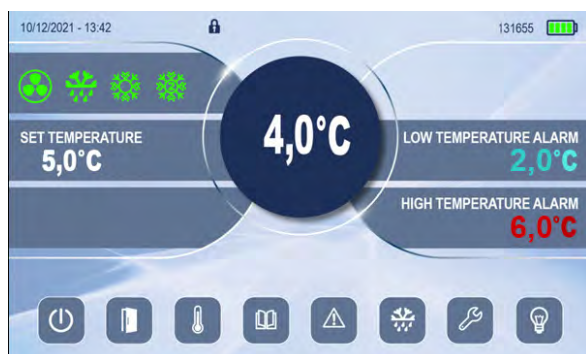 10/12/2021 - 13:42
131655
SET TEMPERATURE
5,0°C
4,0°C
LOW TEMPERATURE ALARM
2,0°C
HIGH TEMPERATURE ALARM
6,0°C